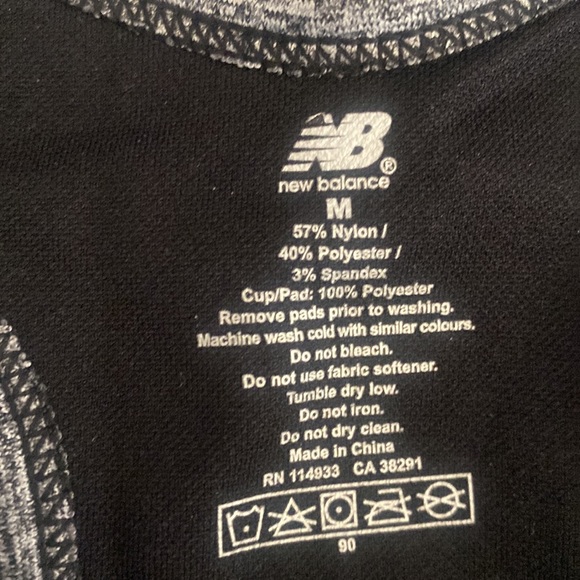 NB®
new balance
M
57% Nylon /
40% Polyester /
3% Spandex
Cup/Pad: 100% Polyester
Remove pads prior to washing.
Machine wash cold with similar colours.
Do not bleach.
Do not use fabric softener.
Tumble dry low.
Do not iron.
Do not dry clean.
Made in China
RN 114933 CA 38291
90